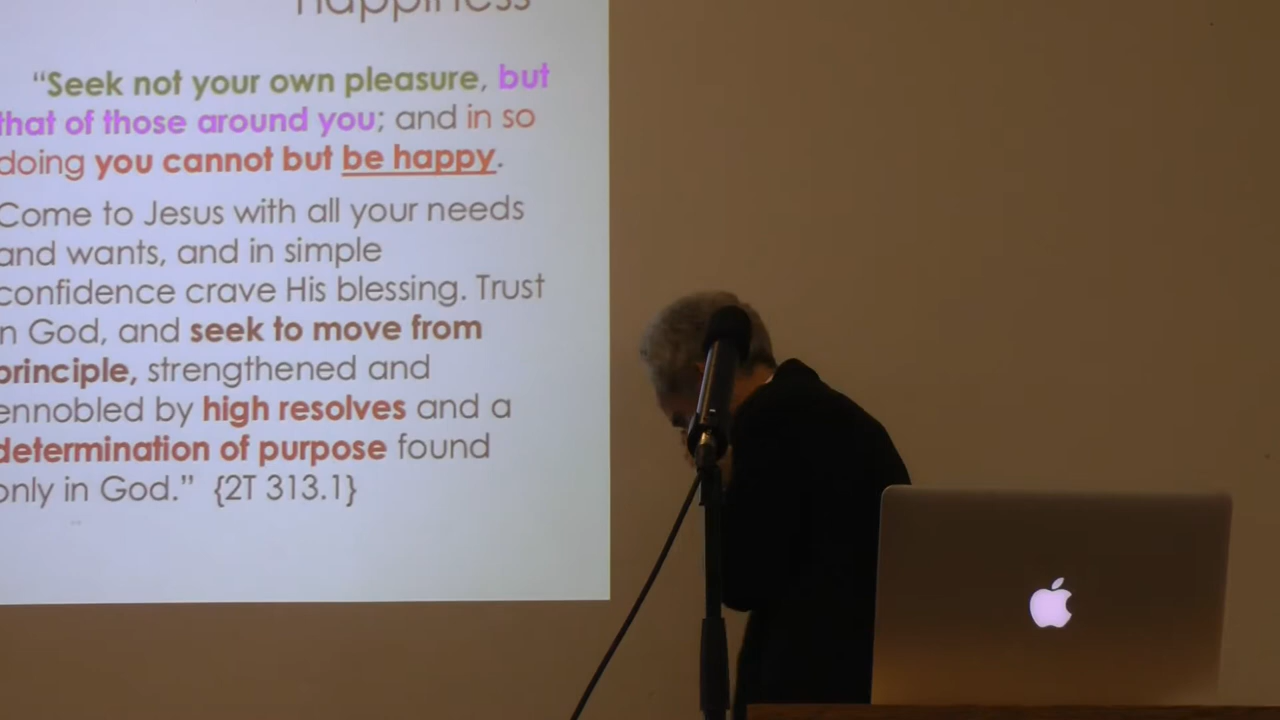 happiness
“Seek not your own pleasure, but
that of those around you; and in so
doing you cannot but be happy.
Come to Jesus with all your needs
and wants, and in simple
confidence crave His blessing. Trust
in God, and seek to move from
principle, strengthened and
ennobled by high resolves and a
determination of purpose found
only in God.” {2T 313.1}